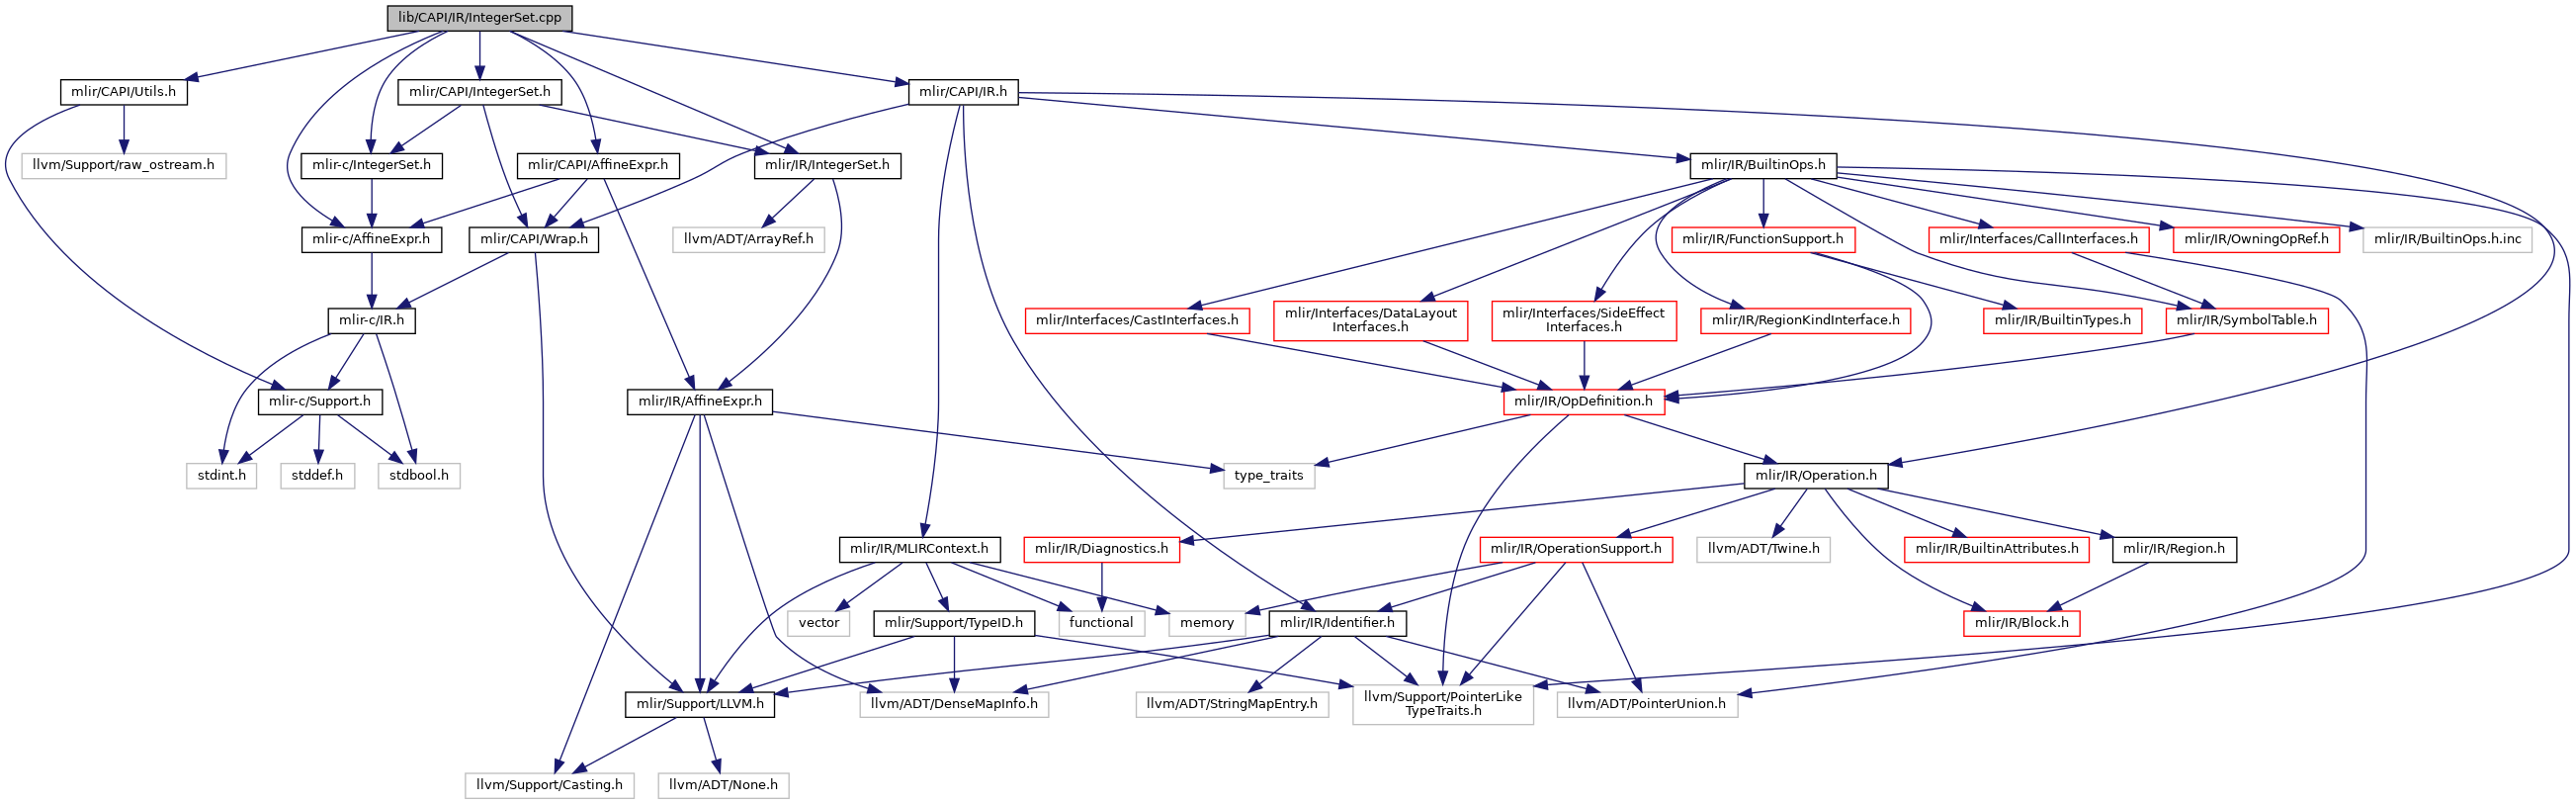 lib/CAPI/IR/IntegerSet.cpp
mlir/CAPI/Utils.h
mlir/CAPI/IntegerSet.h
mlir/CAPI/IR.h
llvm/Support/raw_ostream.h
mlir-c/IntegerSet.h
mlir/CAPI/AffineExpr.h
mlir/IR/IntegerSet.h
mlir/IR/BuiltinOps.h
mlir-c/AffineExpr.h
mlir/CAPI/Wrap.h
llvm/ADT/ArrayRef.h
mlir/IR/FunctionSupport.h
mlir/Interfaces/CallInterfaces.h
mlir/IR/OwningOpRef.h
mlir/IR/BuiltinOps.h.inc
mlir-c/IR.h
mlir/Interfaces/CastInterfaces.h
mlir/Interfaces/DataLayout
Interfaces.h
mlir/Interfaces/SideEffect
Interfaces.h
mlir/IR/RegionKindInterface.h
mlir/IR/BuiltinTypes.h
mlir/IR/SymbolTable.h
mlir-c/Support.h
mlir/IR/AffineExpr.h
mlir/IR/OpDefinition.h
stdint.h
stddef.h
stdbool.h
type_traits
mlir/IR/Operation.h
mlir/IR/MLIRContext.h
mlir/IR/Diagnostics.h
mlir/IR/OperationSupport.h
llvm/ADT/Twine.h
mlir/IR/BuiltinAttributes.h
mlir/IR/Region.h
vector
mlir/Support/TypeID.h
functional
memory
mlir/IR/Identifier.h
mlir/IR/Block.h
mlir/Support/LLVM.h
llvm/ADT/DenseMapInfo.h
llvm/ADT/StringMapEntry.h
llvm/Support/PointerLike
TypeTraits.h
llvm/ADT/PointerUnion.h
llvm/Support/Casting.h
llvm/ADT/None.h